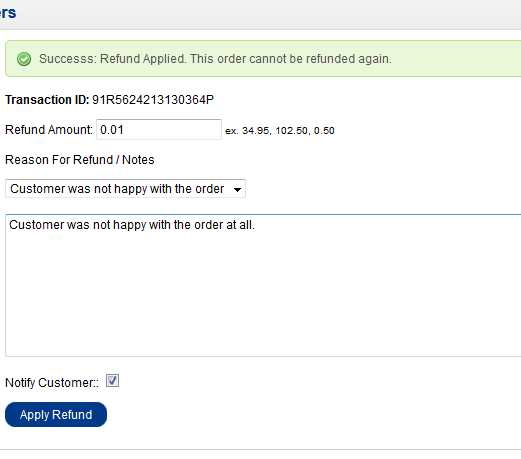 ers
Successs: Refund Applied. This order cannot be refunded again.
Transaction ID: 91R5624213130364P
Refund Amount: 0.01 ex. 34.95, 102.50, 0.50
Reason For Refund / Notes
Customer was not happy with the order
Customer was not happy with the order at all.
Notify Customer::
Apply Refund